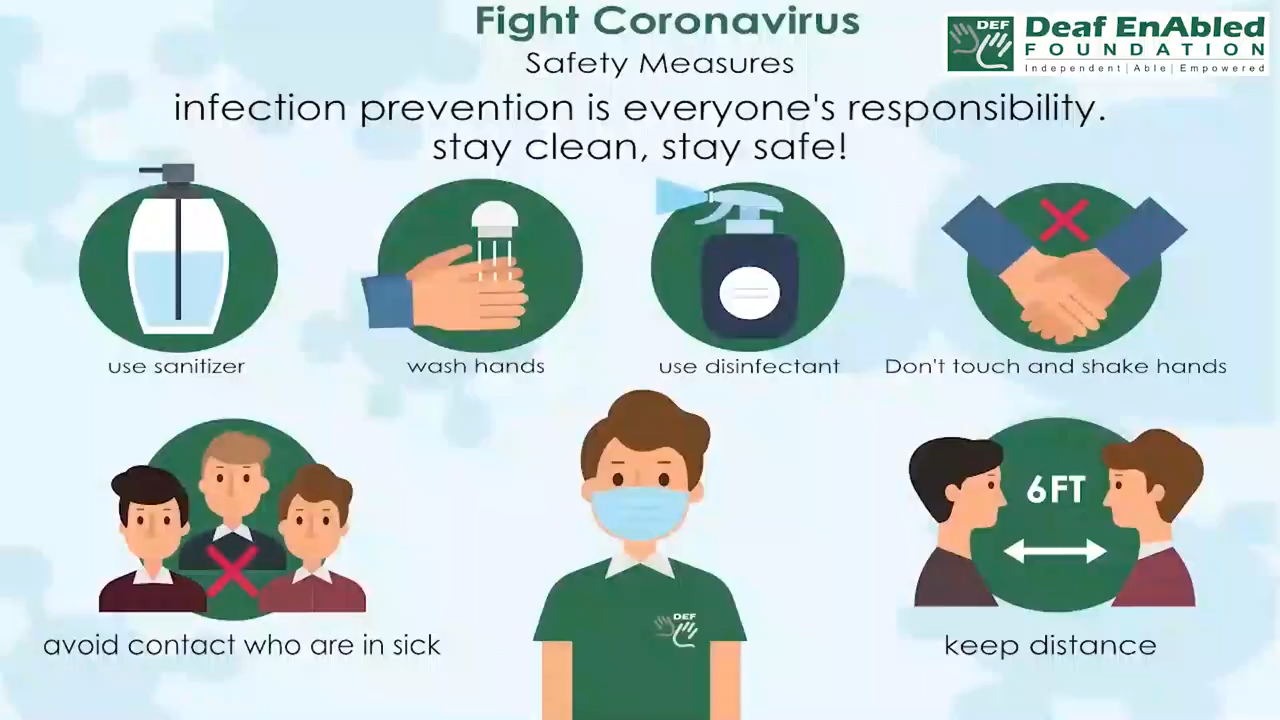 Fight Coronavirus
Safety Measures
DEF
Deaf EnAbled
FOUNDATION
Independent | Able | Empowered
infection prevention is everyone's responsibility.
stay clean, stay safe!
use sanitizer
wash hands
use disinfectant
Don't touch and shake hands
6FT
DEF
avoid contact who are in sick
keep distance